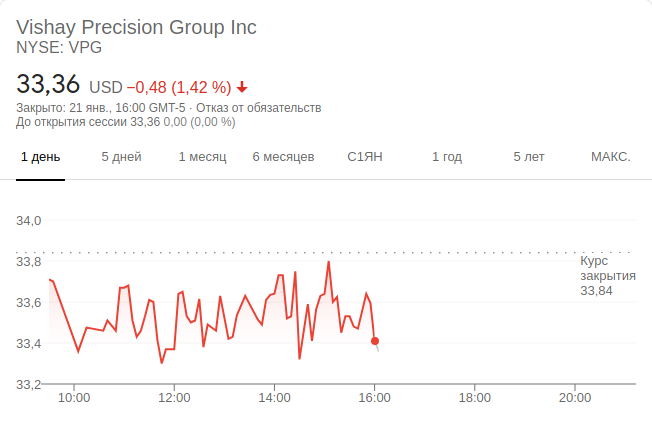 Vishay Precision Group Inc
NYSE: VPG
33,36 USD −0,48 (1,42 %)
Закрыто: 21 янв., 16:00 GMT-5 · Отказ от обязательств
До открытия сессии 33,36 0,00 (0,00 %)
1 день 5 дней 1 месяц 6 месяцев С1ЯН 1 год 5 лет МАКС.
34,0
33,8
33,6
33,4
33,2
Курс
закрытия
33,84
10:00 12:00 14:00 16:00 18:00 20:00